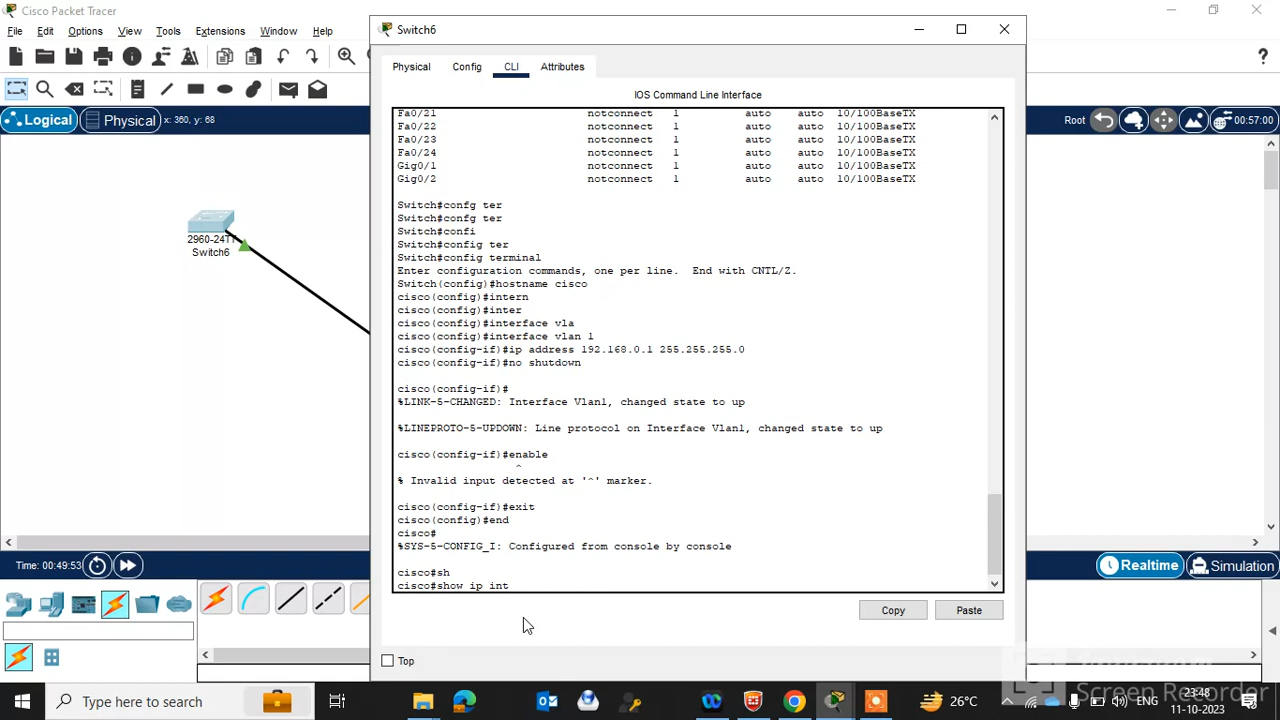 Cisco Packet Tracer
File Edit Options View Tools Extensions Window Help
Logical Physical x: 360, y: 68
Root 00:57:00
2960-24TT
Switch6
Switch6
Physical Config CLI Attributes
IOS Command Line Interface
Fa0/21 notconnect 1 auto auto 10/100BaseTX
Fa0/22 notconnect 1 auto auto 10/100BaseTX
Fa0/23 notconnect 1 auto auto 10/100BaseTX
Fa0/24 notconnect 1 auto auto 10/100BaseTX
Gig0/1 notconnect 1 auto auto 10/100BaseTX
Gig0/2 notconnect 1 auto auto 10/100BaseTX
Switch#confg ter
Switch#confg ter
Switch#confi
Switch#config ter
Switch#config terminal
Enter configuration commands, one per line. End with CNTL/Z.
Switch(config)#hostname cisco
cisco(config)#intern
cisco(config)#inter
cisco(config)#interface vla
cisco(config)#interface vlan 1
cisco(config-if)#ip address 192.168.0.1 255.255.255.0
cisco(config-if)#no shutdown
cisco(config-if)#
%LINK-5-CHANGED: Interface Vlan1, changed state to up
%LINEPROTO-5-UPDOWN: Line protocol on Interface Vlan1, changed state to up
cisco(config-if)#enable
^
% Invalid input detected at '^' marker.
cisco(config-if)#exit
cisco(config)#end
cisco#
%SYS-5-CONFIG_I: Configured from console by console
cisco#sh
cisco#show ip int
Copy Paste
Top
Time: 00:49:53
Realtime Simulation
Type here to search
26°C
23:48
11-10-2023
Screen Recorder